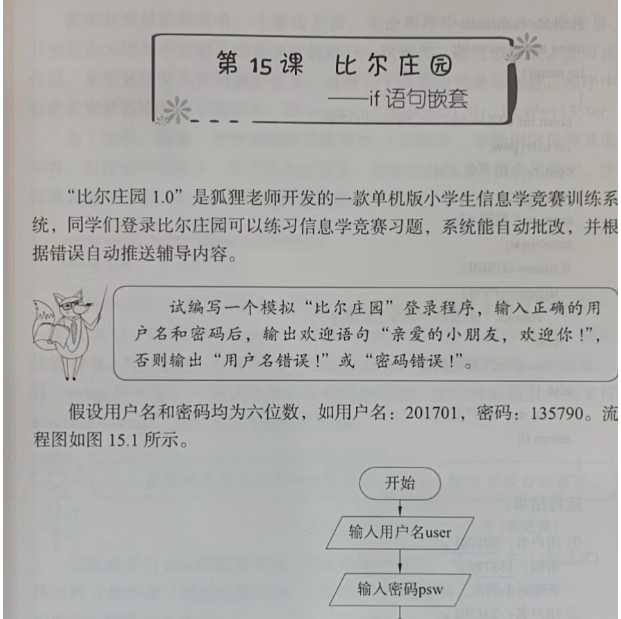 第 15 课 比尔庄园
——if 语句嵌套
“比尔庄园 1.0”是狐狸老师开发的一款单机版小学生信息学竞赛训练系
统，同学们登录比尔庄园可以练习信息学竞赛习题，系统能自动批改，并根
据错误自动推送辅导内容。
试编写一个模拟“比尔庄园”登录程序，输入正确的用
户名和密码后，输出欢迎语句“亲爱的小朋友，欢迎你！”，
否则输出“用户名错误！”或“密码错误！”。
假设用户名和密码均为六位数，如用户名：201701，密码：135790。流
程图如图 15.1 所示。
开始
输入用户名user
输入密码psw